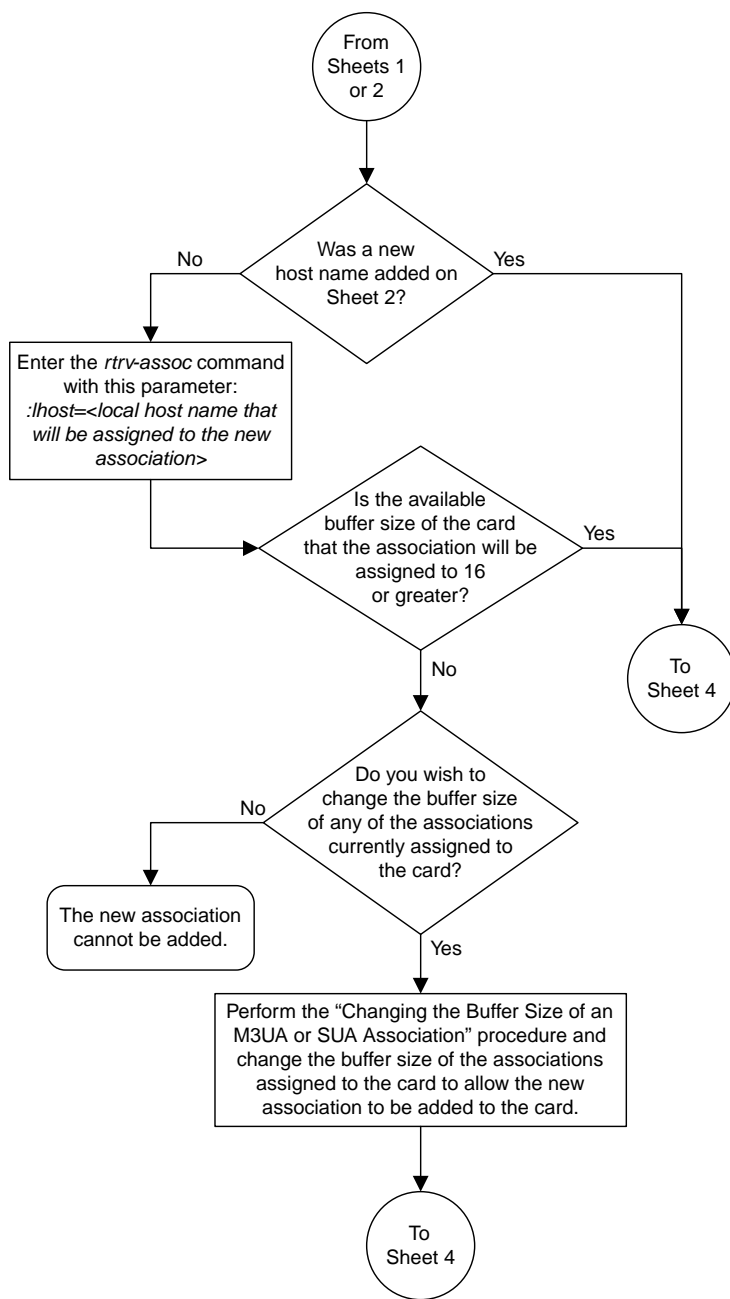 From
Sheets 1
or 2
Was a new
host name added on
Sheet 2?
No
Yes
Enter the rtrv-assoc command
with this parameter:
:lhost=<local host name that
will be assigned to the new
association>
Is the available
buffer size of the card
that the association will be
assigned to 16
or greater?
Yes
No
To
Sheet 4
Do you wish to
change the buffer size
of any of the associations
currently assigned to
the card?
No
Yes
The new association
cannot be added.
Perform the “Changing the Buffer Size of an
M3UA or SUA Association” procedure and
change the buffer size of the associations
assigned to the card to allow the new
association to be added to the card.
To
Sheet 4